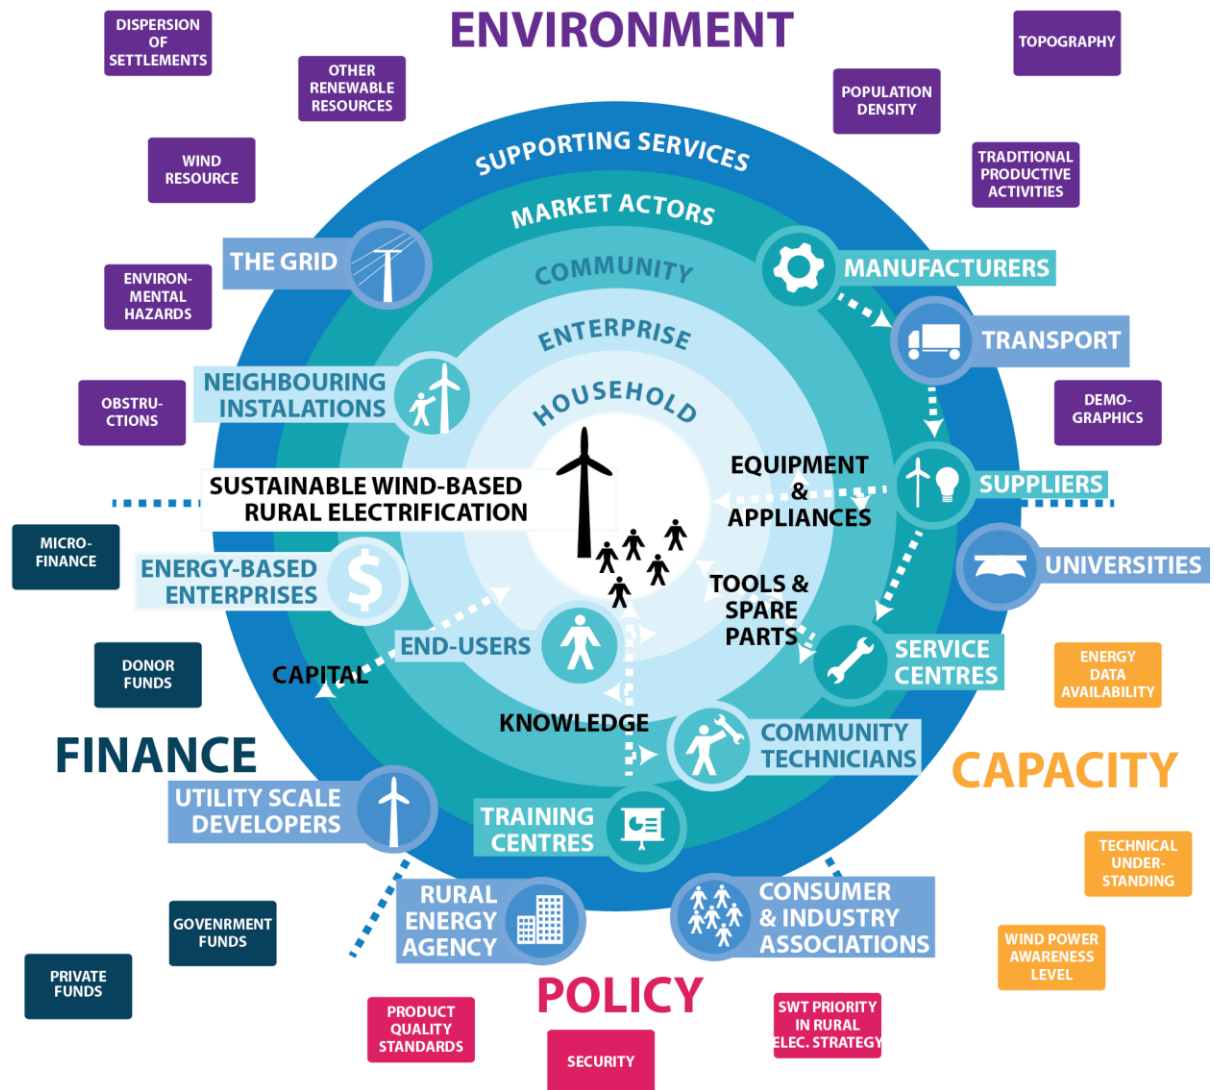 ENVIRONMENT
DISPERSION
OF
SETTLEMENTS
TOPOGRAPHY
OTHER
RENEWABLE
RESOURCES
POPULATION
DENSITY
WIND
RESOURCE
TRADITIONAL
PRODUCTIVE
ACTIVITIES
SUPPORTING SERVICES
MARKET ACTORS
COMMUNITY
ENTERPRISE
HOUSEHOLD
THE GRID
MANUFACTURERS
ENVIRON-
MENTAL
HAZARDS
TRANSPORT
NEIGHBOURING
INSTALATIONS
OBSTRU-
CTIONS
DEMO-
GRAPHICS
EQUIPMENT
&
APPLIANCES
SUPPLIERS
SUSTAINABLE WIND-BASED
RURAL ELECTRIFICATION
MICRO-
FINANCE
ENERGY-BASED
ENTERPRISES
$
UNIVERSITIES
TOOLS &
SPARE
PARTS
END-USERS
SERVICE
CENTRES
DONOR
FUNDS
CAPITAL
ENERGY
DATA
AVAILABILITY
KNOWLEDGE
COMMUNITY
TECHNICIANS
FINANCE
CAPACITY
UTILITY SCALE
DEVELOPERS
TRAINING
CENTRES
TECHNICAL
UNDER-
STANDING
RURAL
ENERGY
AGENCY
CONSUMER
& INDUSTRY
ASSOCIATIONS
GOVENRMENT
FUNDS
WIND POWER
AWARENESS
LEVEL
PRIVATE
FUNDS
POLICY
PRODUCT
QUALITY
STANDARDS
SECURITY
SWT PRIORITY
IN RURAL
ELEC. STRATEGY